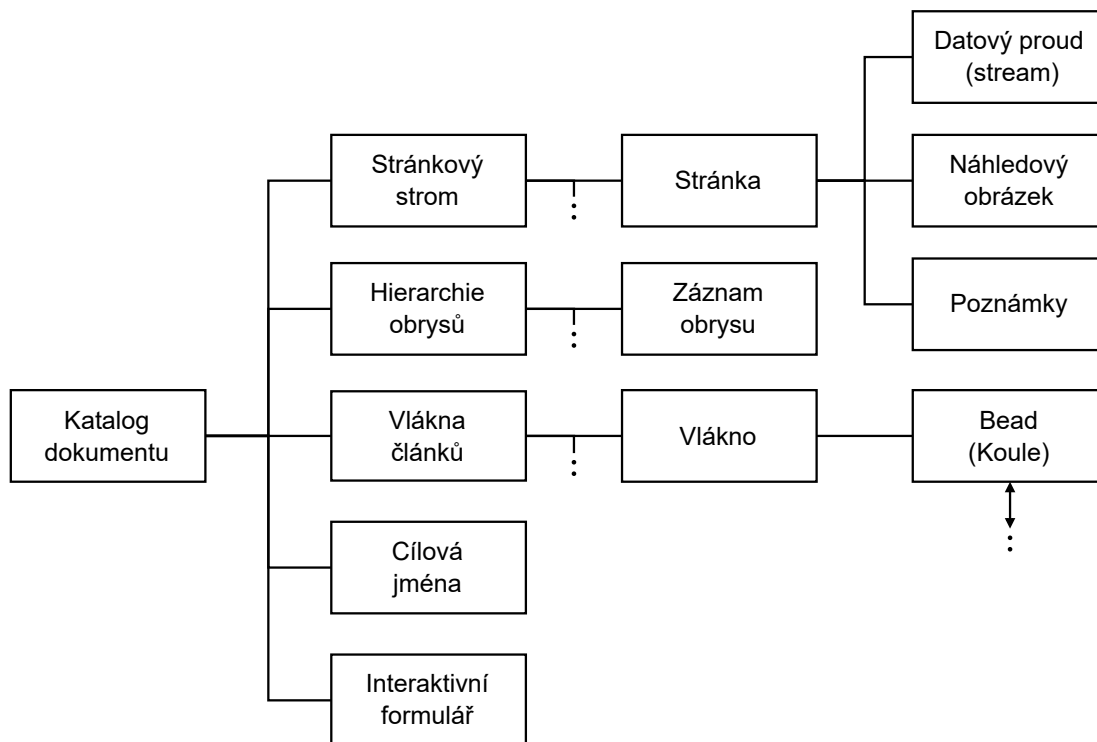 Datový proud
(stream)
Stránkový
strom
Stránka
Náhledový
obrázek
Hierarchie
obrysů
Záznam
obrysu
Poznámky
Katalog
dokumentu
Vlákna
článků
Vlákno
Bead
(Koule)
Cílová
jména
Interaktivní
formulář